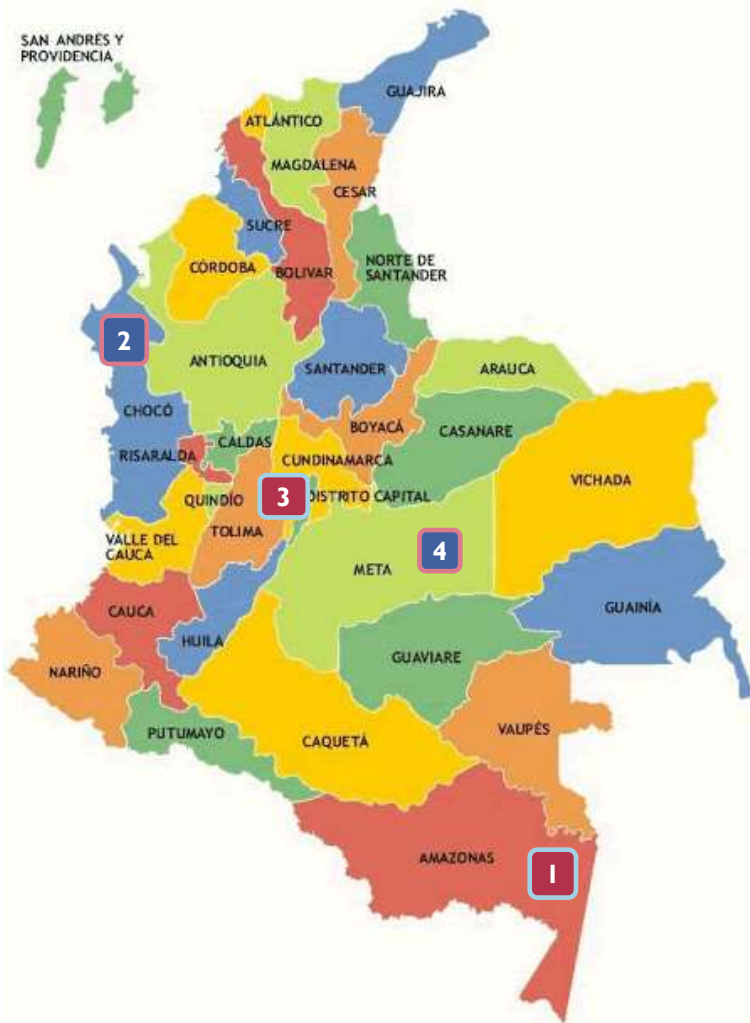 SAN ANDRÉS Y
PROVIDENCIA
GUAJIRA
ATLÁNTICO
MAGDALENA
CESAR
SUCRE
NORTE DE
SANTANDER
CÓRDOBA
BOLIVAR
2
ANTIOQUIA
SANTANDER
ARAUCA
CHOCÓ
BOYACÁ
CASANARE
CALDAS
RISARALDA
CUNDINAMARCA
VICHADA
3
QUINDÍO
DISTRITO CAPITAL
TOLIMA
VALLE DEL
CAUCA
4
META
CAUCA
GUAINÍA
HUILA
GUAVIARE
NARIÑO
VAUPÉS
PUTUMAYO
CAQUETÁ
AMAZONAS
1